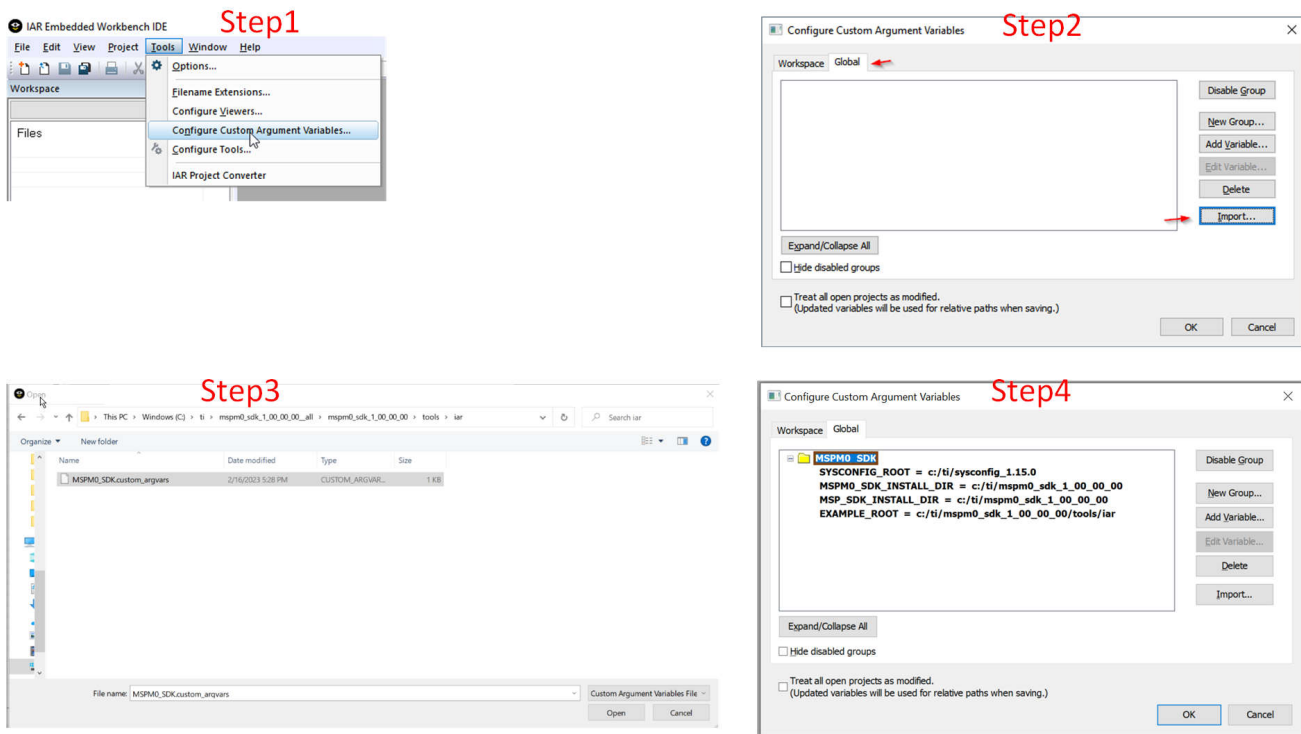 Step1
IAR Embedded Workbench IDE
File Edit View Project Tools Window Help
Options...
Workspace
Filename Extensions...
Configure Viewers...
Files
Configure Custom Argument Variables...
Configure Tools...
IAR Project Converter
Step2
Configure Custom Argument Variables
Workspace Global
Disable Group
New Group...
Add Variable...
Edit Variable...
Delete
Import...
Expand/Collapse All
Hide disabled groups
Treat all open projects as modified.
(Updated variables will be used for relative paths when saving.)
OK Cancel
Step3
Open
This PC > Windows (C:) > ti > mspm0_sdk_1_00_00_00__all > mspm0_sdk_1_00_00_00 > tools > iar
Search iar
Organize New folder
Name Date modified Type Size
MSPM0_SDK.custom_argvars 2/16/2023 5:28 PM CUSTOM_ARGVAR... 1 KB
File name: MSPM0_SDK.custom_argvars Custom Argument Variables File
Open Cancel
Step4
Configure Custom Argument Variables
Workspace Global
MSPM0_SDK
SYSCONFIG_ROOT = c:/ti/sysconfig_1.15.0
MSPM0_SDK_INSTALL_DIR = c:/ti/mspm0_sdk_1_00_00_00
MSP_SDK_INSTALL_DIR = c:/ti/mspm0_sdk_1_00_00_00
EXAMPLE_ROOT = c:/ti/mspm0_sdk_1_00_00_00/tools/iar
Disable Group
New Group...
Add Variable...
Edit Variable...
Delete
Import...
Expand/Collapse All
Hide disabled groups
Treat all open projects as modified.
(Updated variables will be used for relative paths when saving.)
OK Cancel